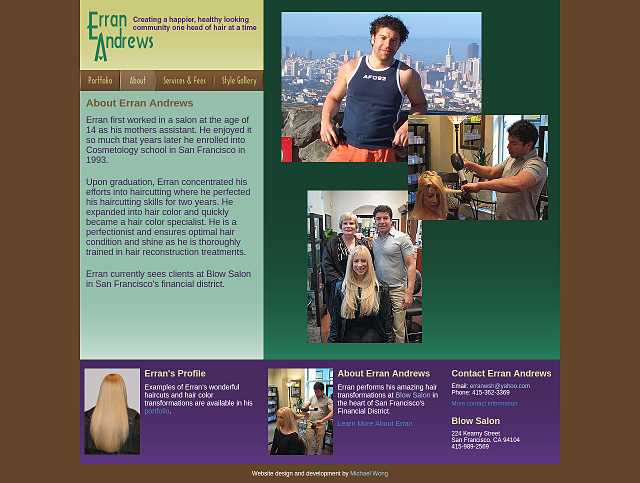 Erran
Andrews
Creating a happier, healthy looking
community one head of hair at a time
Portfolio
About
Services & Fees
Style Gallery
About Erran Andrews
Erran first worked in a salon at the age of
14 as his mothers assistant. He enjoyed it
so much that years later he enrolled into
Cosmetology school in San Francisco in
1993.
Upon graduation, Erran concentrated his
efforts into haircutting where he perfected
his haircutting skills for two years. He
expanded into hair color and quickly
became a hair color specialist. He is a
perfectionist and ensures optimal hair
condition and shine as he is thoroughly
trained in hair reconstruction treatments.
Erran currently sees clients at Blow Salon
in San Francisco's financial district.
Erran's Profile
Examples of Erran's wonderful
haircuts and hair color
transformations are available in his
portfolio.
About Erran Andrews
Erran performs his amazing hair
transformations at Blow Salon in
the heart of San Francisco's
Financial District.
Learn More About Erran
Contact Erran Andrews
Email: erranwsh@yahoo.com
Phone: 415-362-3369
More contact information
Blow Salon
224 Kearny Street
San Francisco, CA 94104
415-989-2569
Website design and development by Michael Wong